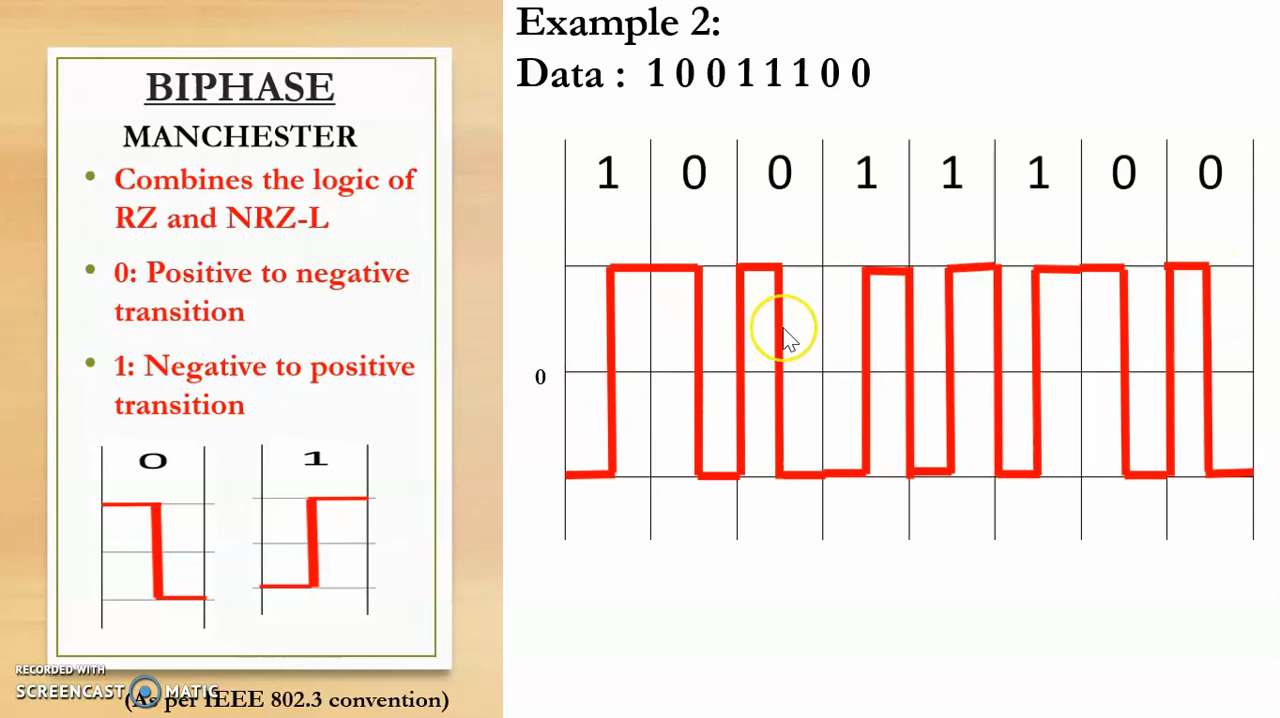 BIPHASE
MANCHESTER
• Combines the logic of
RZ and NRZ-L
• 0: Positive to negative
transition
• 1: Negative to positive
transition
0 1
RECORDED WITH
SCREENCAST MATIC
(As per IEEE 802.3 convention)
Example 2:
Data : 1 0 0 1 1 1 0 0
1 0 0 1 1 1 0 0
0